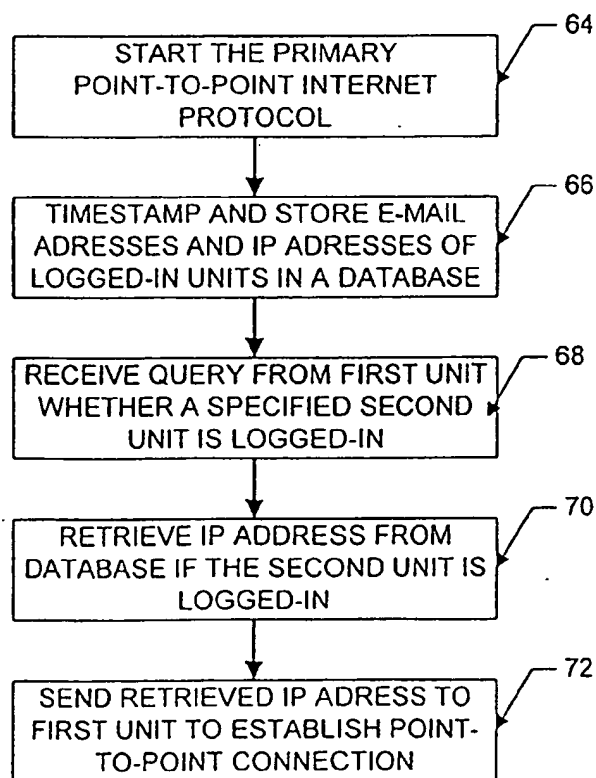 START THE PRIMARY
POINT-TO-POINT INTERNET
PROTOCOL
64
TIMESTAMP AND STORE E-MAIL
ADRESSES AND IP ADRESSES OF
LOGGED-IN UNITS IN A DATABASE
66
RECEIVE QUERY FROM FIRST UNIT
WHETHER A SPECIFIED SECOND
UNIT IS LOGGED-IN
68
RETRIEVE IP ADDRESS FROM
DATABASE IF THE SECOND UNIT IS
LOGGED-IN
70
SEND RETRIEVED IP ADRESS TO
FIRST UNIT TO ESTABLISH POINT-
TO-POINT CONNECTION
72